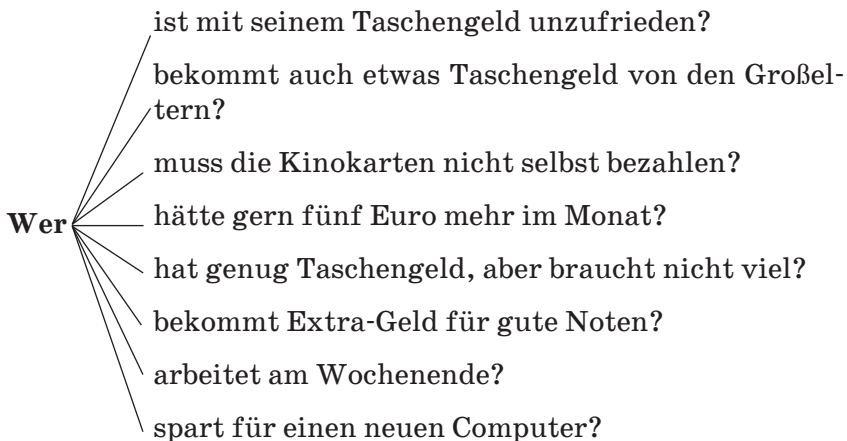 ist mit seinem Taschengeld unzufrieden?
bekommt auch etwas Taschengeld von den Großel-
tern?
muss die Kinokarten nicht selbst bezahlen?
Wer hätte gern fünf Euro mehr im Monat?
hat genug Taschengeld, aber braucht nicht viel?
bekommt Extra-Geld für gute Noten?
arbeitet am Wochenende?
spart für einen neuen Computer?